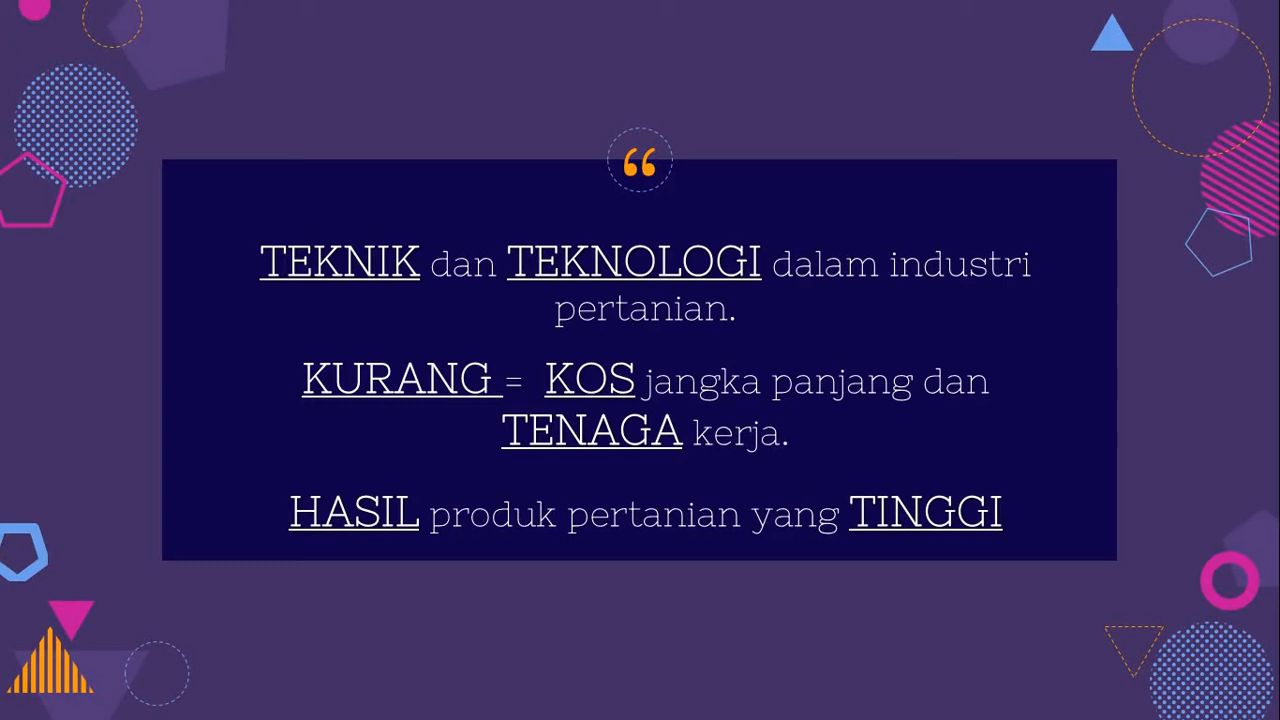 “
TEKNIK dan TEKNOLOGI dalam industri
pertanian.
KURANG = KOS jangka panjang dan
TENAGA kerja.
HASIL produk pertanian yang TINGGI